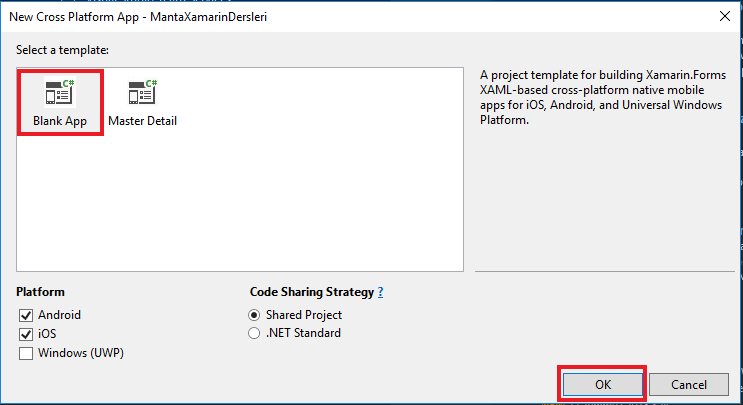 New Cross Platform App - MantaXamarinDersleri
Select a template:
C#
Blank App
C#
Master Detail
A project template for building Xamarin.Forms
XAML-based cross-platform native mobile
apps for iOS, Android, and Universal Windows
Platform.
Platform
Android
iOS
Windows (UWP)
Code Sharing Strategy ?
Shared Project
.NET Standard
OK
Cancel